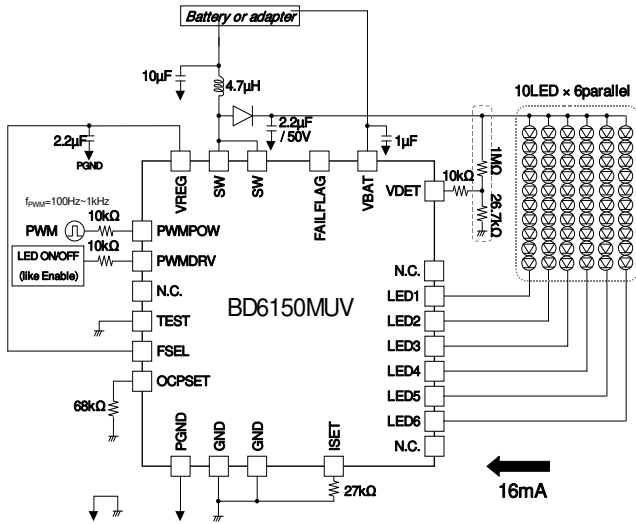 Battery or adapter
10µF
4.7µH
10LED × 6parallel
2.2µF
/ 50V
2.2µF
PGND
1µF
1MΩ
VREG
SW
SW
FAILFLAG
VBAT
VDET
10kΩ
26.7kΩ
fPWM=100Hz~1kHz
10kΩ
PWM
PWMPOW
10kΩ
LED ON/OFF
(like Enable)
PWMDRV
N.C.
N.C.
BD6150MUV
LED1
TEST
LED2
FSEL
LED3
OCPSET
LED4
68kΩ
LED5
LED6
N.C.
PGND
GND
GND
ISET
27kΩ
16mA